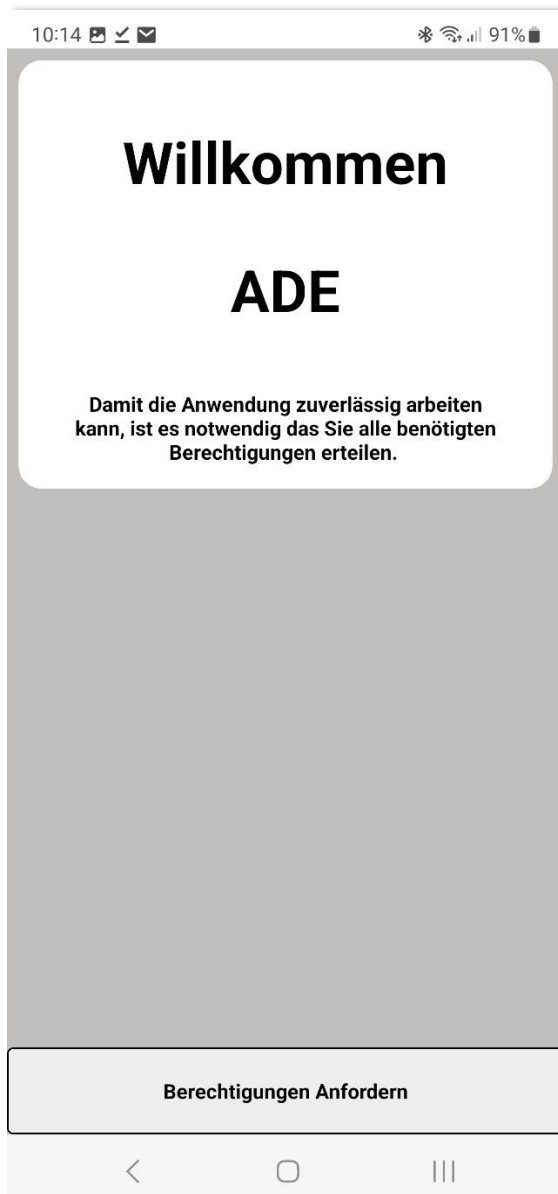 10:14 91%
Willkommen
ADE
Damit die Anwendung zuverlässig arbeiten
kann, ist es notwendig das Sie alle benötigten
Berechtigungen erteilen.
Berechtigungen Anfordern